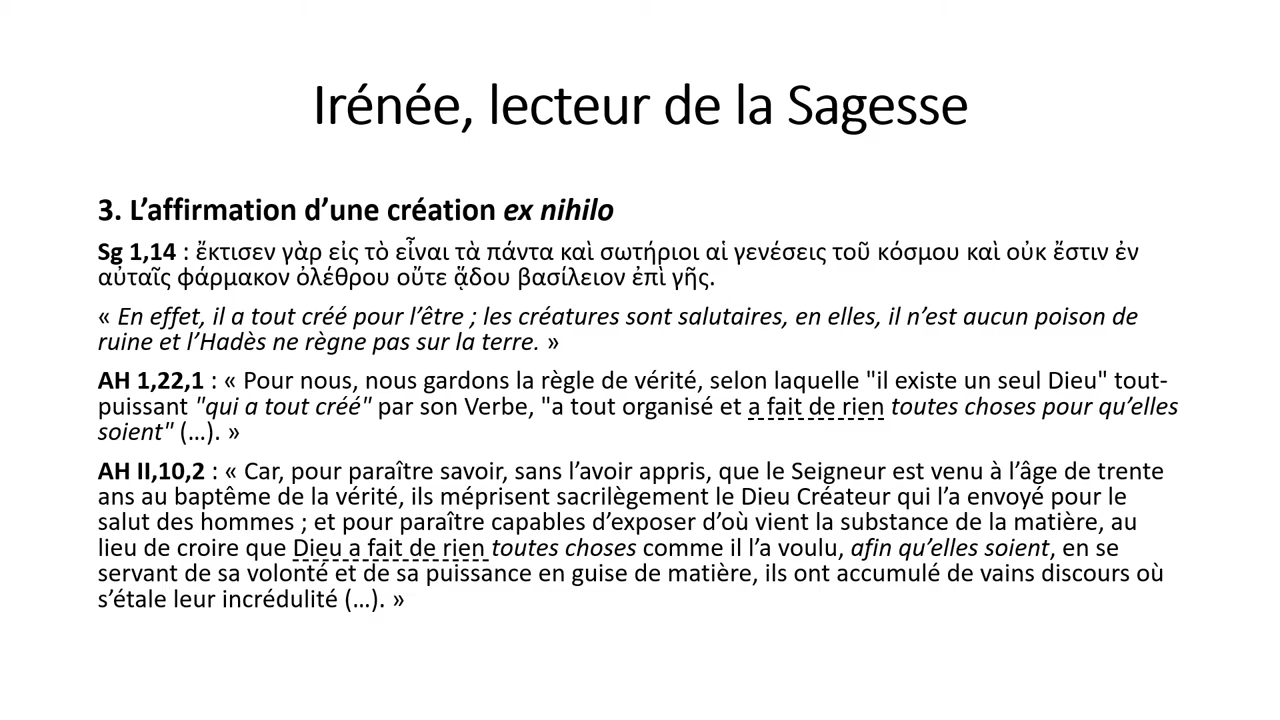 Irénée, lecteur de la Sagesse
3. L’affirmation d’une création ex nihilo
Sg 1,14 : ἔκτισεν γὰρ εἰς τὸ εἶναι τὰ πάντα καὶ σωτήριοι αἱ γενέσεις τοῦ κόσμου καὶ οὐκ ἔστιν ἐν
αὐταῖς φάρμακον ὀλέθρου οὔτε ᾅδου βασίλειον ἐπὶ γῆς.
« En effet, il a tout créé pour l’être ; les créatures sont salutaires, en elles, il n’est aucun poison de
ruine et l’Hadès ne règne pas sur la terre. »
AH 1,22,1 : « Pour nous, nous gardons la règle de vérité, selon laquelle "il existe un seul Dieu" tout-
puissant "qui a tout créé" par son Verbe, "a tout organisé et a fait de rien toutes choses pour qu’elles
soient" (…). »
AH II,10,2 : « Car, pour paraître savoir, sans l’avoir appris, que le Seigneur est venu à l’âge de trente
ans au baptême de la vérité, ils méprisent sacrilègement le Dieu Créateur qui l’a envoyé pour le
salut des hommes ; et pour paraître capables d’exposer d’où vient la substance de la matière, au
lieu de croire que Dieu a fait de rien toutes choses comme il l’a voulu, afin qu’elles soient, en se
servant de sa volonté et de sa puissance en guise de matière, ils ont accumulé de vains discours où
s’étale leur incrédulité (…). »